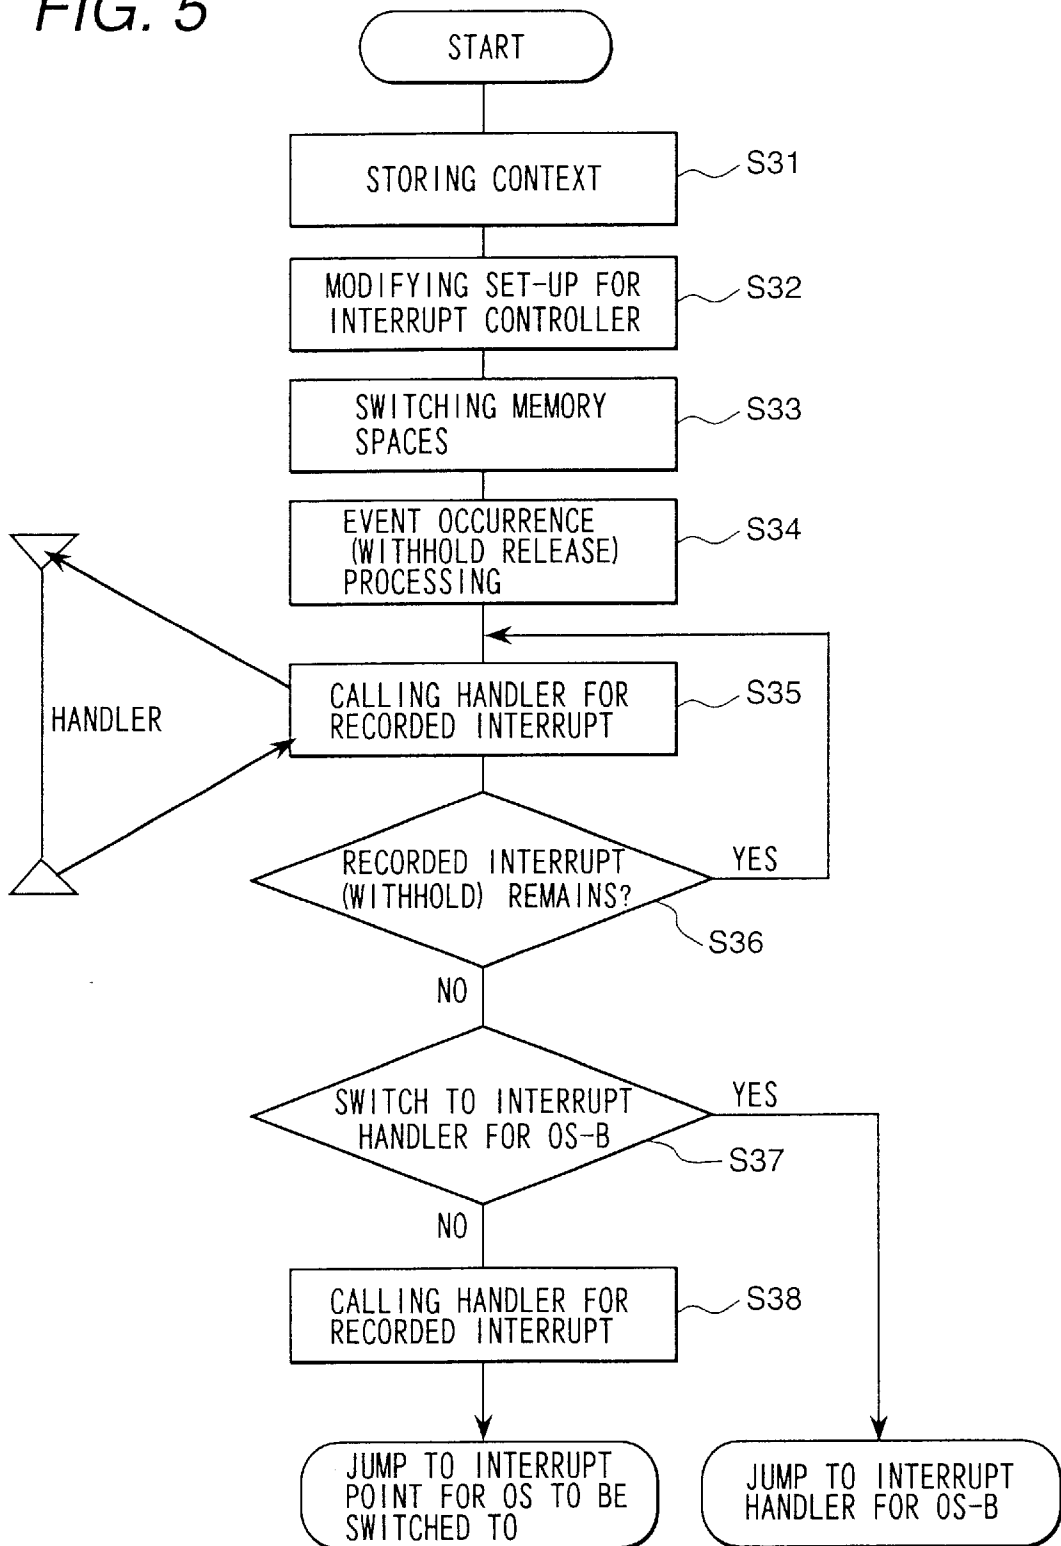 FIG. 5
START
STORING CONTEXT
S31
MODIFYING SET-UP FOR
INTERRUPT CONTROLLER
S32
SWITCHING MEMORY
SPACES
S33
EVENT OCCURRENCE
(WITHHOLD RELEASE)
PROCESSING
S34
HANDLER
CALLING HANDLER FOR
RECORDED INTERRUPT
S35
RECORDED INTERRUPT
(WITHHOLD) REMAINS?
YES
S36
NO
SWITCH TO INTERRUPT
HANDLER FOR OS-B
YES
S37
NO
CALLING HANDLER FOR
RECORDED INTERRUPT
S38
JUMP TO INTERRUPT
POINT FOR OS TO BE
SWITCHED TO
JUMP TO INTERRUPT
HANDLER FOR OS-B